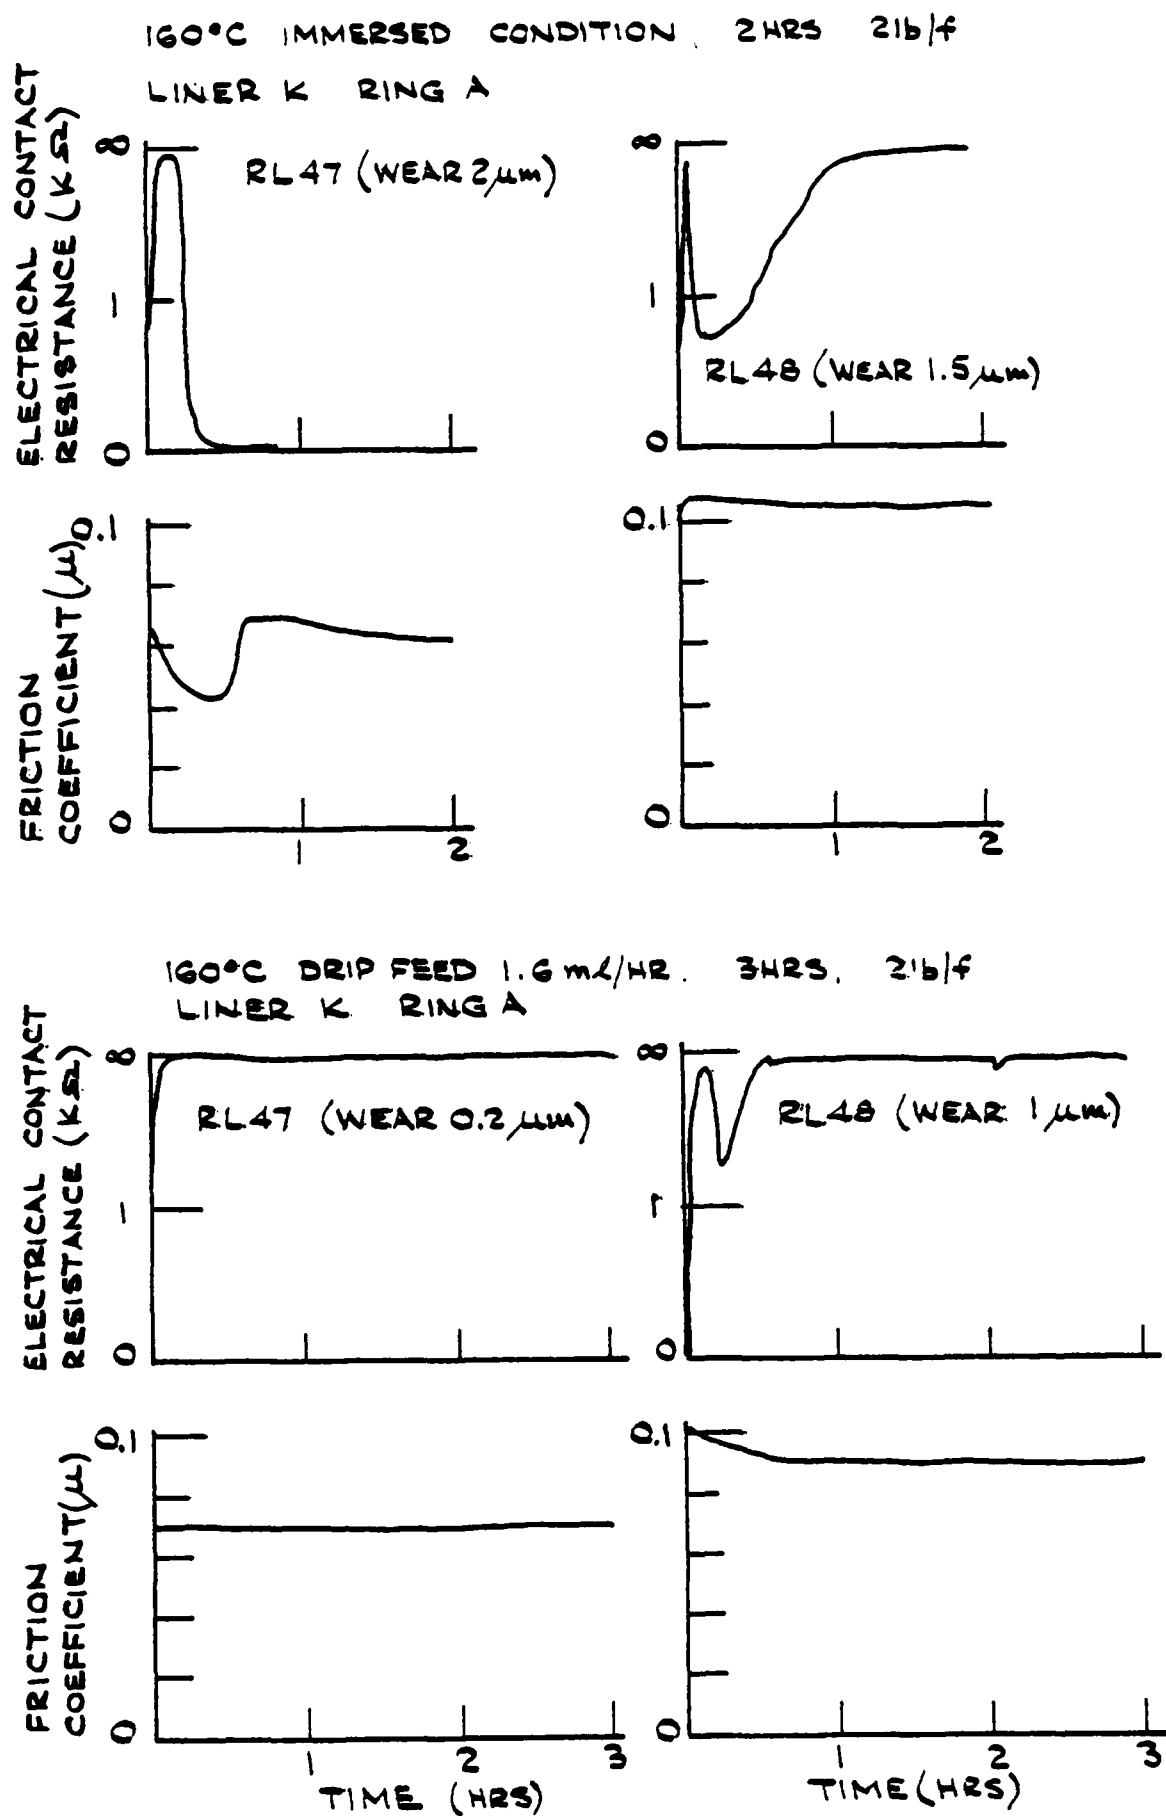 160°C IMMERSED CONDITION. 2HRS 2lb/f
LINER K RING A
ELECTRICAL CONTACT
RESISTANCE (KΩ)
∞
1
0
RL47 (WEAR 2μm)
∞
1
0
RL48 (WEAR 1.5μm)
FRICTION
COEFFICIENT (μ)
0.1
0
1
2
0.1
0
1
2
160°C DRIP FEED 1.6 ml/HR. 3HRS. 2lb/f
LINER K RING A
ELECTRICAL CONTACT
RESISTANCE (KΩ)
∞
1
0
RL47 (WEAR 0.2μm)
∞
1
0
RL48 (WEAR 1μm)
FRICTION
COEFFICIENT (μ)
0.1
0
1
2
3
TIME (HRS)
0.1
0
1
2
3
TIME (HRS)